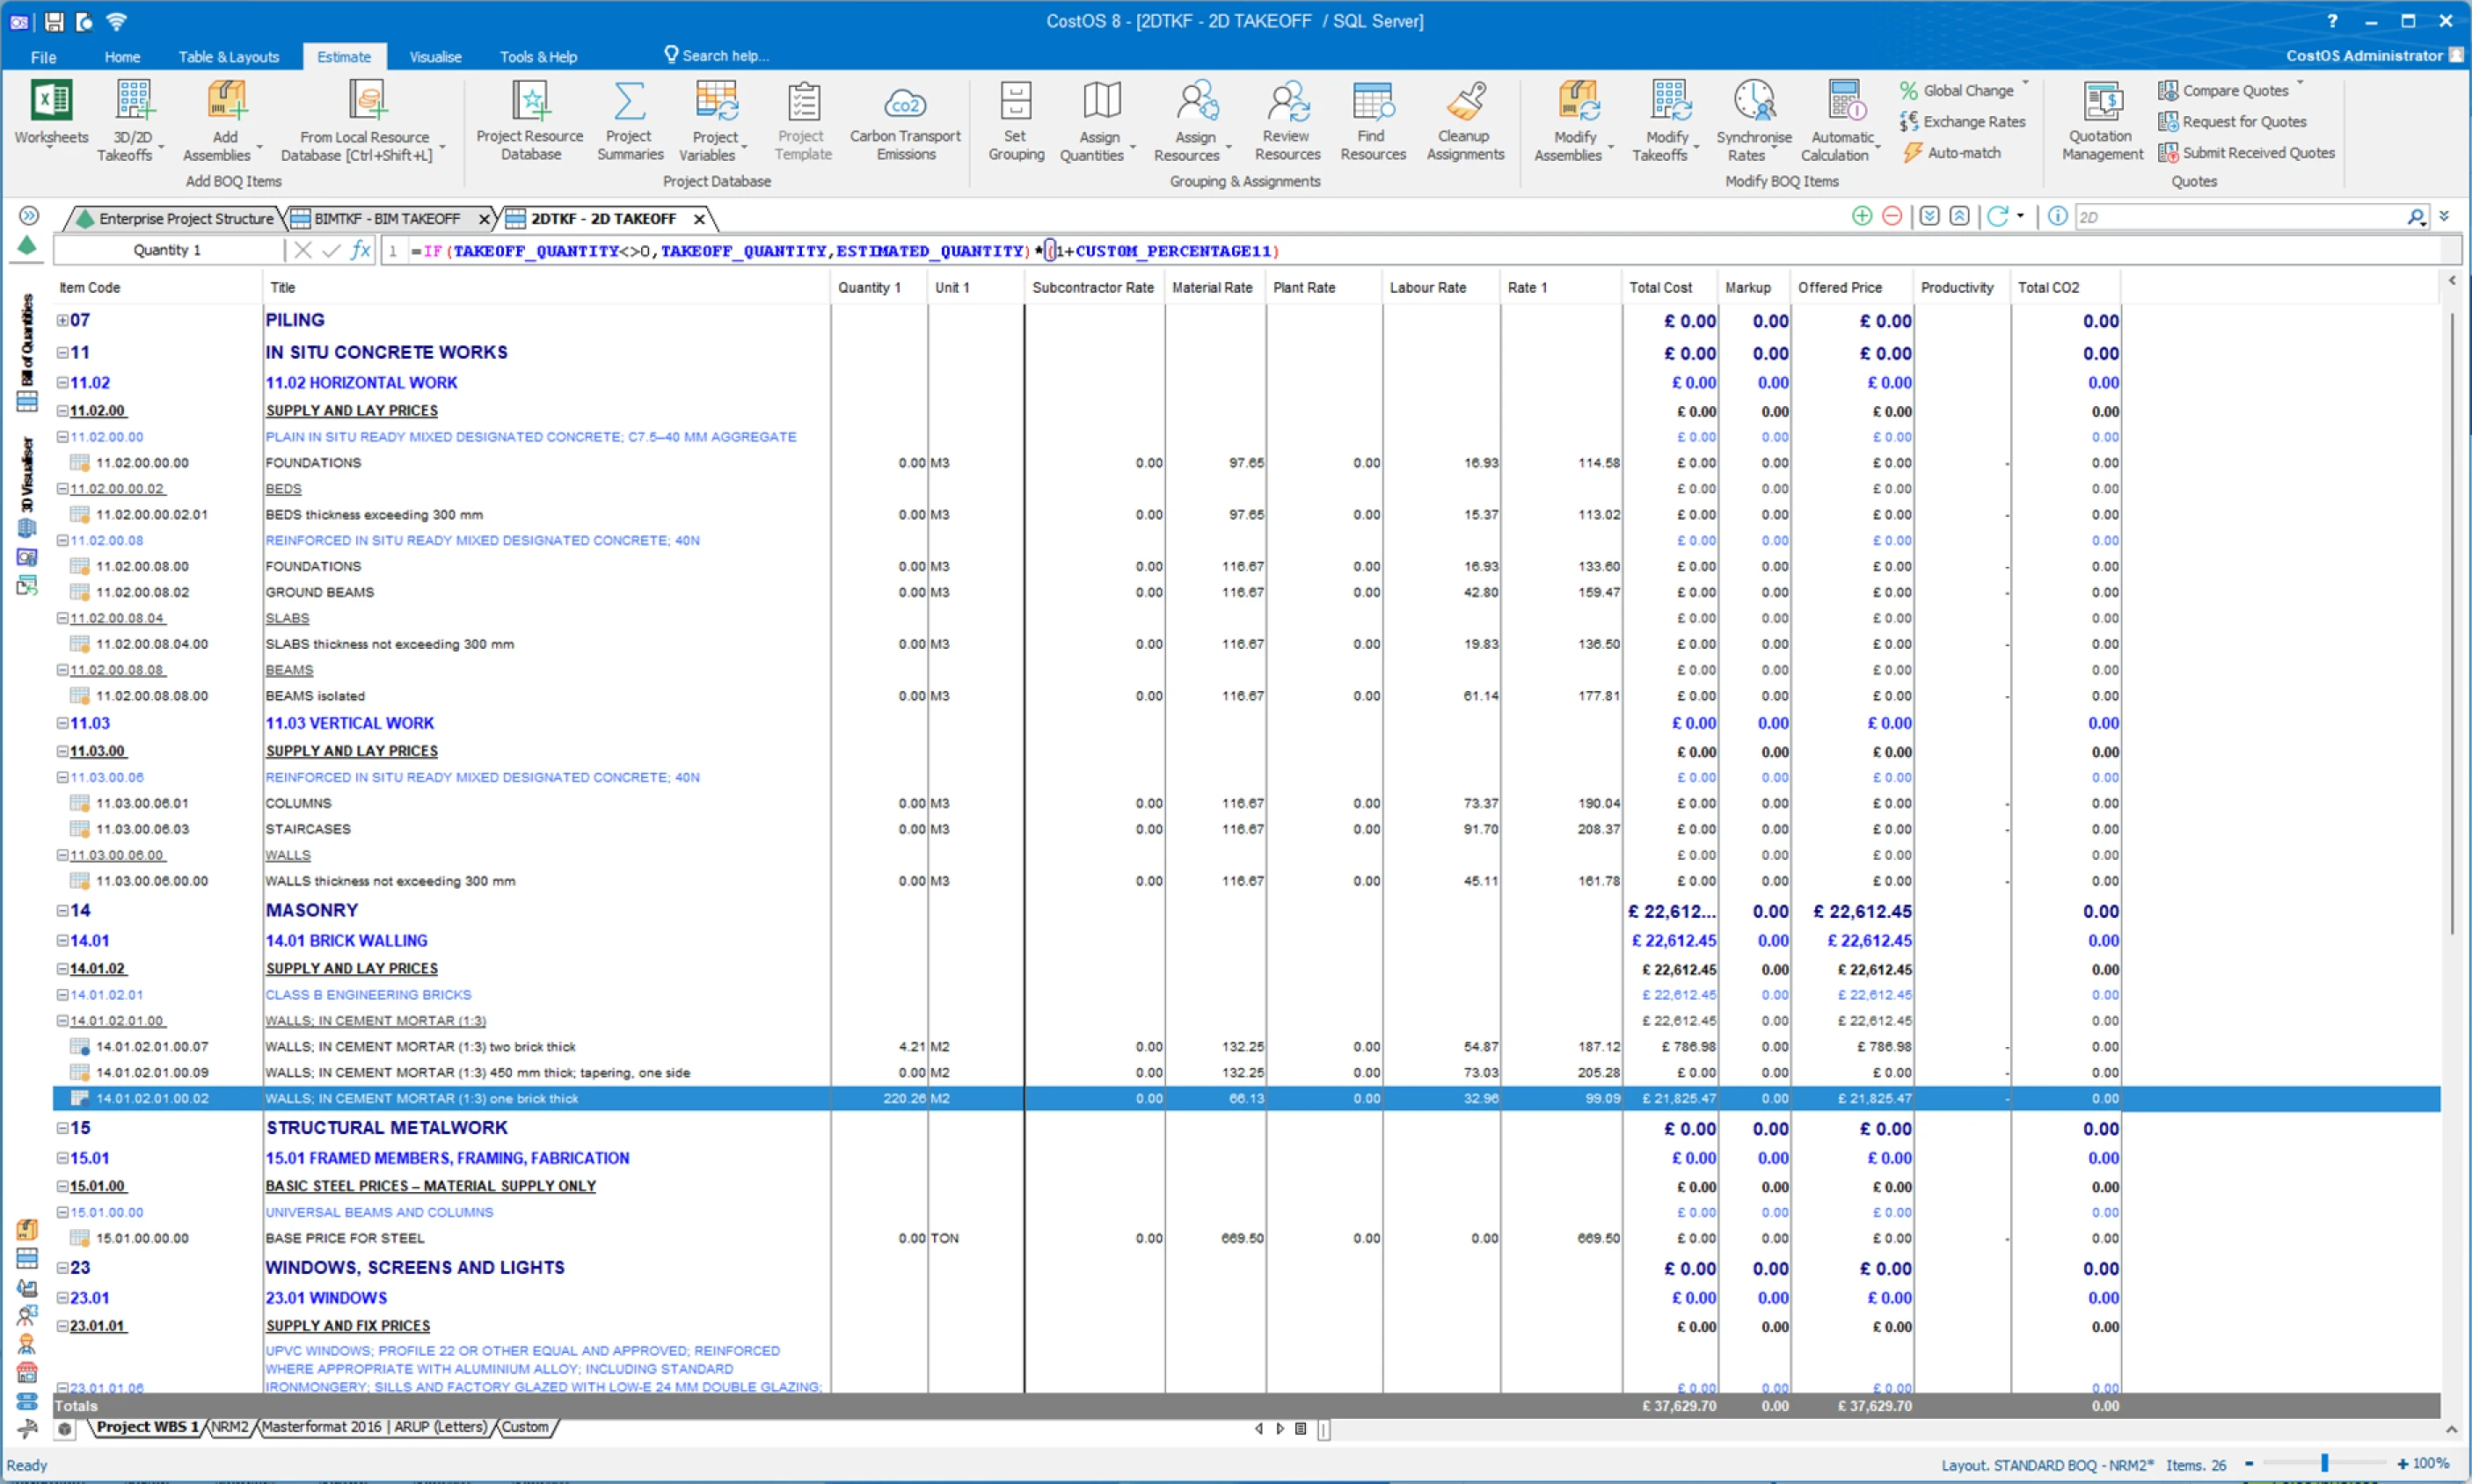 CostOS 8 - [2DTKF - 2D TAKEOFF / SQL Server]
File Home Table & Layouts Estimate Visualise Tools & Help Search help... CostOS Administrator
Worksheets
3D/2D Takeoffs
Add Assemblies
From Local Resource Database [Ctrl+Shift+L]
Add BOQ Items
Project Resource Database
Project Summaries
Project Variables
Project Template
Carbon Transport Emissions
Project Database
Set Grouping
Assign Quantities
Assign Resources
Review Resources
Find Resources
Cleanup Assignments
Grouping & Assignments
Modify Assemblies
Modify Takeoffs
Synchronise Rates
Automatic Calculation
Global Change
Exchange Rates
Auto-match
Modify BOQ Items
Quotation Management
Compare Quotes
Request for Quotes
Submit Received Quotes
Quotes
Enterprise Project Structure BIMTKF - BIM TAKEOFF 2DTKF - 2D TAKEOFF 2D
Quantity 1 fx 1 =IF(TAKEOFF_QUANTITY<>0,TAKEOFF_QUANTITY,ESTIMATED_QUANTITY)*(1+CUSTOM_PERCENTAGE11)
Bill of Quantities
3D Visualiser
Item Code Title Quantity 1 Unit 1 Subcontractor Rate Material Rate Plant Rate Labour Rate Rate 1 Total Cost Markup Offered Price Productivity Total CO2
07 PILING £ 0.00 0.00 £ 0.00 0.00
11 IN SITU CONCRETE WORKS £ 0.00 0.00 £ 0.00 0.00
11.02 11.02 HORIZONTAL WORK £ 0.00 0.00 £ 0.00 0.00
11.02.00 SUPPLY AND LAY PRICES £ 0.00 0.00 £ 0.00 0.00
11.02.00.00 PLAIN IN SITU READY MIXED DESIGNATED CONCRETE; C7.5–40 MM AGGREGATE £ 0.00 0.00 £ 0.00 0.00
11.02.00.00.00 FOUNDATIONS 0.00 M3 0.00 97.65 0.00 16.93 114.58 £ 0.00 0.00 £ 0.00 - 0.00
11.02.00.00.02 BEDS £ 0.00 0.00 £ 0.00 0.00
11.02.00.00.02.01 BEDS thickness exceeding 300 mm 0.00 M3 0.00 97.65 0.00 15.37 113.02 £ 0.00 0.00 £ 0.00 - 0.00
11.02.00.08 REINFORCED IN SITU READY MIXED DESIGNATED CONCRETE; 40N £ 0.00 0.00 £ 0.00 0.00
11.02.00.08.00 FOUNDATIONS 0.00 M3 0.00 116.67 0.00 16.93 133.60 £ 0.00 0.00 £ 0.00 - 0.00
11.02.00.08.02 GROUND BEAMS 0.00 M3 0.00 116.67 0.00 42.80 159.47 £ 0.00 0.00 £ 0.00 - 0.00
11.02.00.08.04 SLABS £ 0.00 0.00 £ 0.00 0.00
11.02.00.08.04.00 SLABS thickness not exceeding 300 mm 0.00 M3 0.00 116.67 0.00 19.83 136.50 £ 0.00 0.00 £ 0.00 - 0.00
11.02.00.08.08 BEAMS £ 0.00 0.00 £ 0.00 0.00
11.02.00.08.08.00 BEAMS isolated 0.00 M3 0.00 116.67 0.00 61.14 177.81 £ 0.00 0.00 £ 0.00 - 0.00
11.03 11.03 VERTICAL WORK £ 0.00 0.00 £ 0.00 0.00
11.03.00 SUPPLY AND LAY PRICES £ 0.00 0.00 £ 0.00 0.00
11.03.00.06 REINFORCED IN SITU READY MIXED DESIGNATED CONCRETE; 40N £ 0.00 0.00 £ 0.00 0.00
11.03.00.06.01 COLUMNS 0.00 M3 0.00 116.67 0.00 73.37 190.04 £ 0.00 0.00 £ 0.00 - 0.00
11.03.00.06.03 STAIRCASES 0.00 M3 0.00 116.67 0.00 91.70 208.37 £ 0.00 0.00 £ 0.00 - 0.00
11.03.00.06.00 WALLS £ 0.00 0.00 £ 0.00 0.00
11.03.00.06.00.00 WALLS thickness not exceeding 300 mm 0.00 M3 0.00 116.67 0.00 45.11 161.78 £ 0.00 0.00 £ 0.00 - 0.00
14 MASONRY £ 22,612... 0.00 £ 22,612.45 0.00
14.01 14.01 BRICK WALLING £ 22,612.45 0.00 £ 22,612.45 0.00
14.01.02 SUPPLY AND LAY PRICES £ 22,612.45 0.00 £ 22,612.45 0.00
14.01.02.01 CLASS B ENGINEERING BRICKS £ 22,612.45 0.00 £ 22,612.45 0.00
14.01.02.01.00 WALLS; IN CEMENT MORTAR (1:3) £ 22,612.45 0.00 £ 22,612.45 0.00
14.01.02.01.00.07 WALLS; IN CEMENT MORTAR (1:3) two brick thick 4.21 M2 0.00 132.25 0.00 54.87 187.12 £ 786.98 0.00 £ 786.98 - 0.00
14.01.02.01.00.09 WALLS; IN CEMENT MORTAR (1:3) 450 mm thick; tapering, one side 0.00 M2 0.00 132.25 0.00 73.03 205.28 £ 0.00 0.00 £ 0.00 - 0.00
14.01.02.01.00.02 WALLS; IN CEMENT MORTAR (1:3) one brick thick 220.26 M2 0.00 66.13 0.00 32.96 99.09 £ 21,825.47 0.00 £ 21,825.47 - 0.00
15 STRUCTURAL METALWORK £ 0.00 0.00 £ 0.00 0.00
15.01 15.01 FRAMED MEMBERS, FRAMING, FABRICATION £ 0.00 0.00 £ 0.00 0.00
15.01.00 BASIC STEEL PRICES – MATERIAL SUPPLY ONLY £ 0.00 0.00 £ 0.00 0.00
15.01.00.00 UNIVERSAL BEAMS AND COLUMNS £ 0.00 0.00 £ 0.00 0.00
15.01.00.00.00 BASE PRICE FOR STEEL 0.00 TON 0.00 669.50 0.00 0.00 669.50 £ 0.00 0.00 £ 0.00 - 0.00
23 WINDOWS, SCREENS AND LIGHTS £ 0.00 0.00 £ 0.00 0.00
23.01 23.01 WINDOWS £ 0.00 0.00 £ 0.00 0.00
23.01.01 SUPPLY AND FIX PRICES £ 0.00 0.00 £ 0.00 0.00
UPVC WINDOWS; PROFILE 22 OR OTHER EQUAL AND APPROVED; REINFORCED
WHERE APPROPRIATE WITH ALUMINIUM ALLOY; INCLUDING STANDARD
23.01.01.06 IRONMONGERY; SILLS AND FACTORY GLAZED WITH LOW-E 24 MM DOUBLE GLAZING; £ 0.00 0.00 £ 0.00 0.00
Totals £ 37,629.70 0.00 £ 37,629.70 0.00
Project WBS 1 NRM2 Masterformat 2016 | ARUP (Letters) Custom
Ready Layout. STANDARD BOQ - NRM2* Items. 26 - + 100%